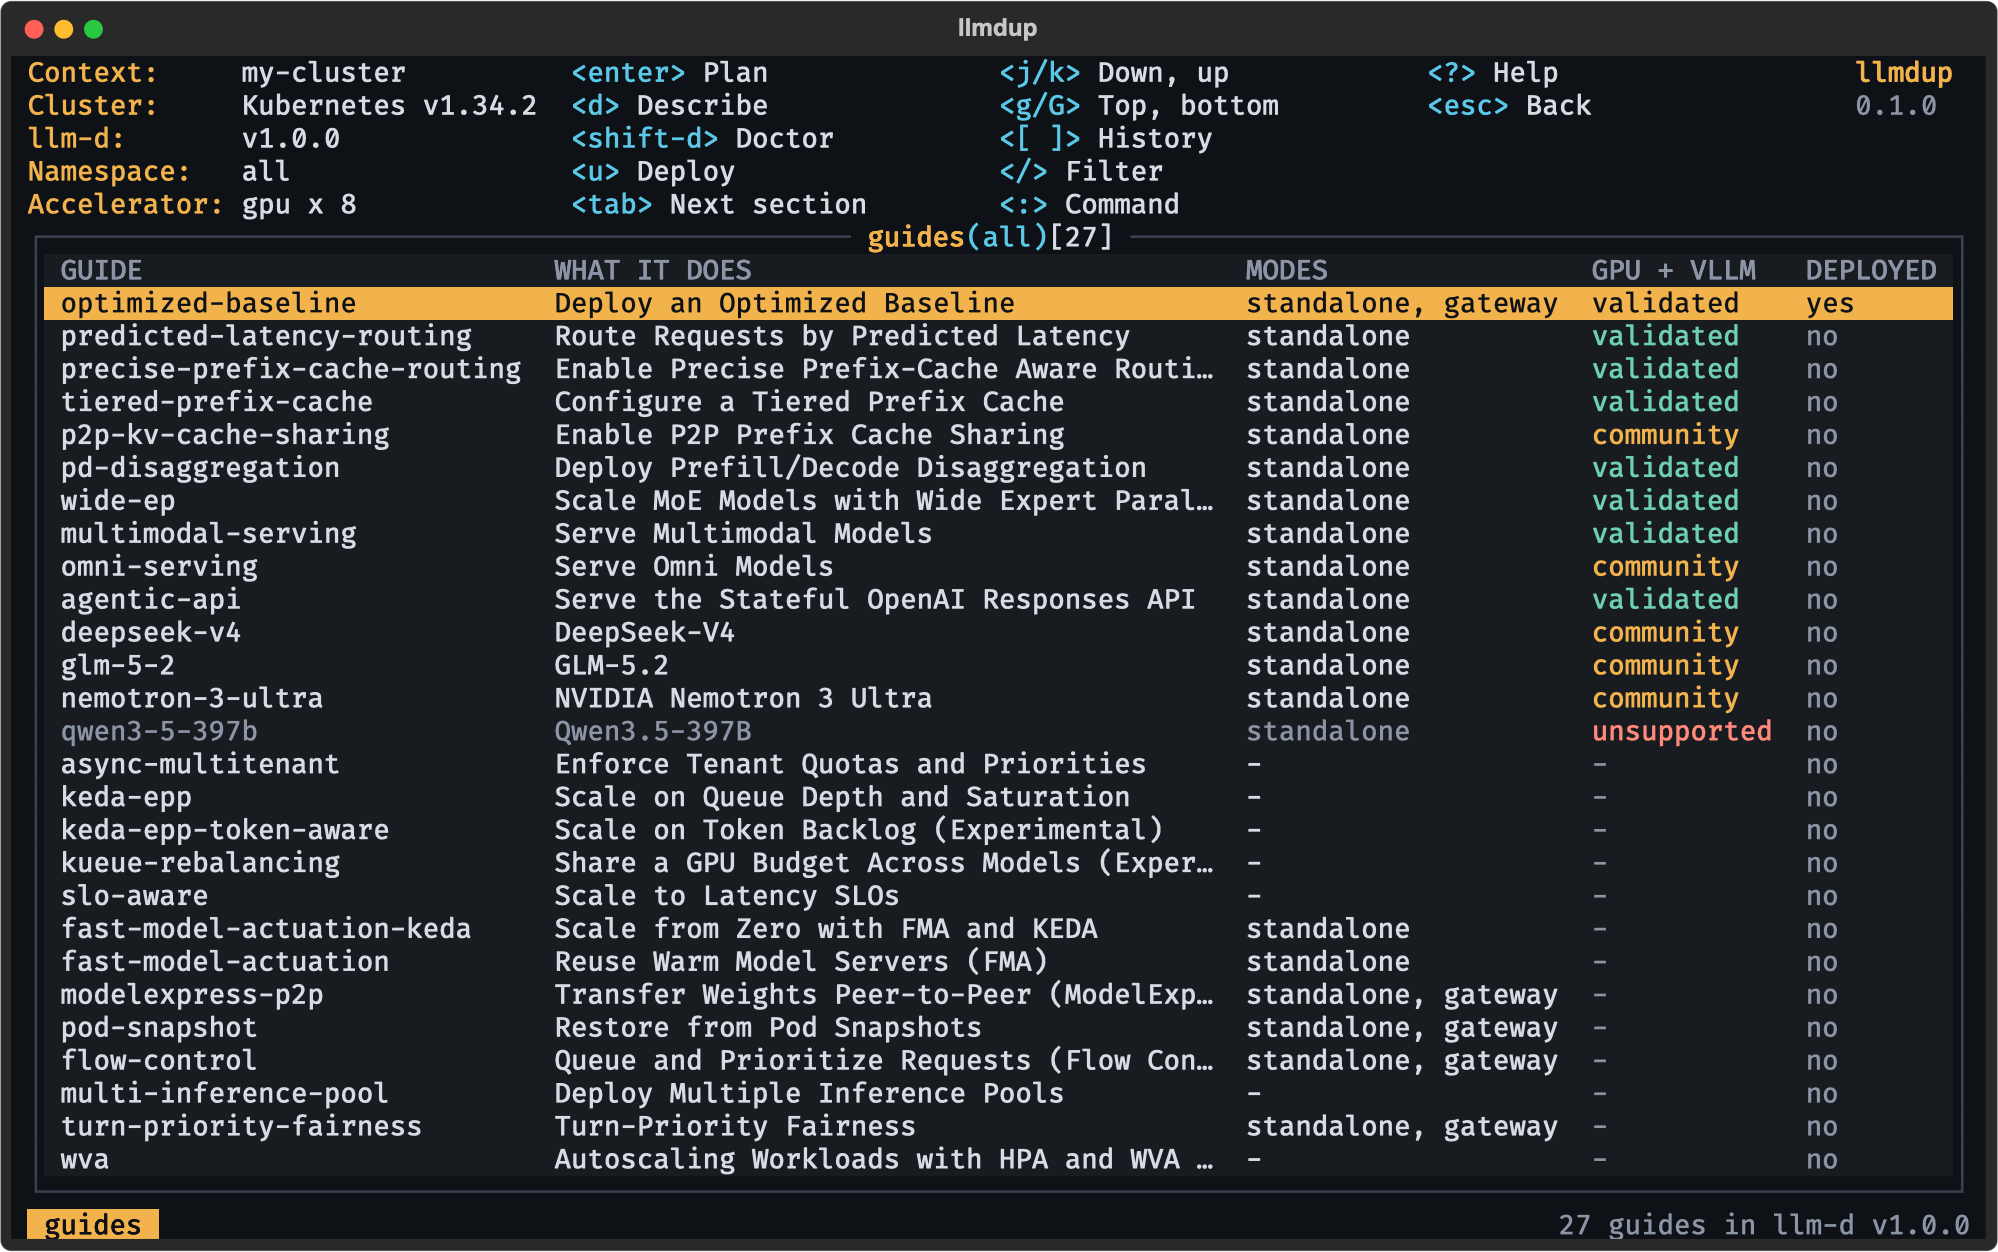 llmdup
Context: my-cluster <enter> Plan <j/k> Down, up <?> Help llmdup
Cluster: Kubernetes v1.34.2 <d> Describe <g/G> Top, bottom <esc> Back 0.1.0
llm-d: v1.0.0 <shift-d> Doctor <[ ]> History
Namespace: all <u> Deploy </> Filter
Accelerator: gpu x 8 <tab> Next section <:> Command
guides(all)[27]
GUIDE WHAT IT DOES MODES GPU + VLLM DEPLOYED
optimized-baseline Deploy an Optimized Baseline standalone, gateway validated yes
predicted-latency-routing Route Requests by Predicted Latency standalone validated no
precise-prefix-cache-routing Enable Precise Prefix-Cache Aware Routi… standalone validated no
tiered-prefix-cache Configure a Tiered Prefix Cache standalone validated no
p2p-kv-cache-sharing Enable P2P Prefix Cache Sharing standalone community no
pd-disaggregation Deploy Prefill/Decode Disaggregation standalone validated no
wide-ep Scale MoE Models with Wide Expert Paral… standalone validated no
multimodal-serving Serve Multimodal Models standalone validated no
omni-serving Serve Omni Models standalone community no
agentic-api Serve the Stateful OpenAI Responses API standalone validated no
deepseek-v4 DeepSeek-V4 standalone community no
glm-5-2 GLM-5.2 standalone community no
nemotron-3-ultra NVIDIA Nemotron 3 Ultra standalone community no
qwen3-5-397b Qwen3.5-397B standalone unsupported no
async-multitenant Enforce Tenant Quotas and Priorities - - no
keda-epp Scale on Queue Depth and Saturation - - no
keda-epp-token-aware Scale on Token Backlog (Experimental) - - no
kueue-rebalancing Share a GPU Budget Across Models (Exper… - - no
slo-aware Scale to Latency SLOs - - no
fast-model-actuation-keda Scale from Zero with FMA and KEDA standalone - no
fast-model-actuation Reuse Warm Model Servers (FMA) standalone - no
modelexpress-p2p Transfer Weights Peer-to-Peer (ModelExp… standalone, gateway - no
pod-snapshot Restore from Pod Snapshots standalone, gateway - no
flow-control Queue and Prioritize Requests (Flow Con… standalone, gateway - no
multi-inference-pool Deploy Multiple Inference Pools - - no
turn-priority-fairness Turn-Priority Fairness standalone, gateway - no
wva Autoscaling Workloads with HPA and WVA … - - no
guides 27 guides in llm-d v1.0.0